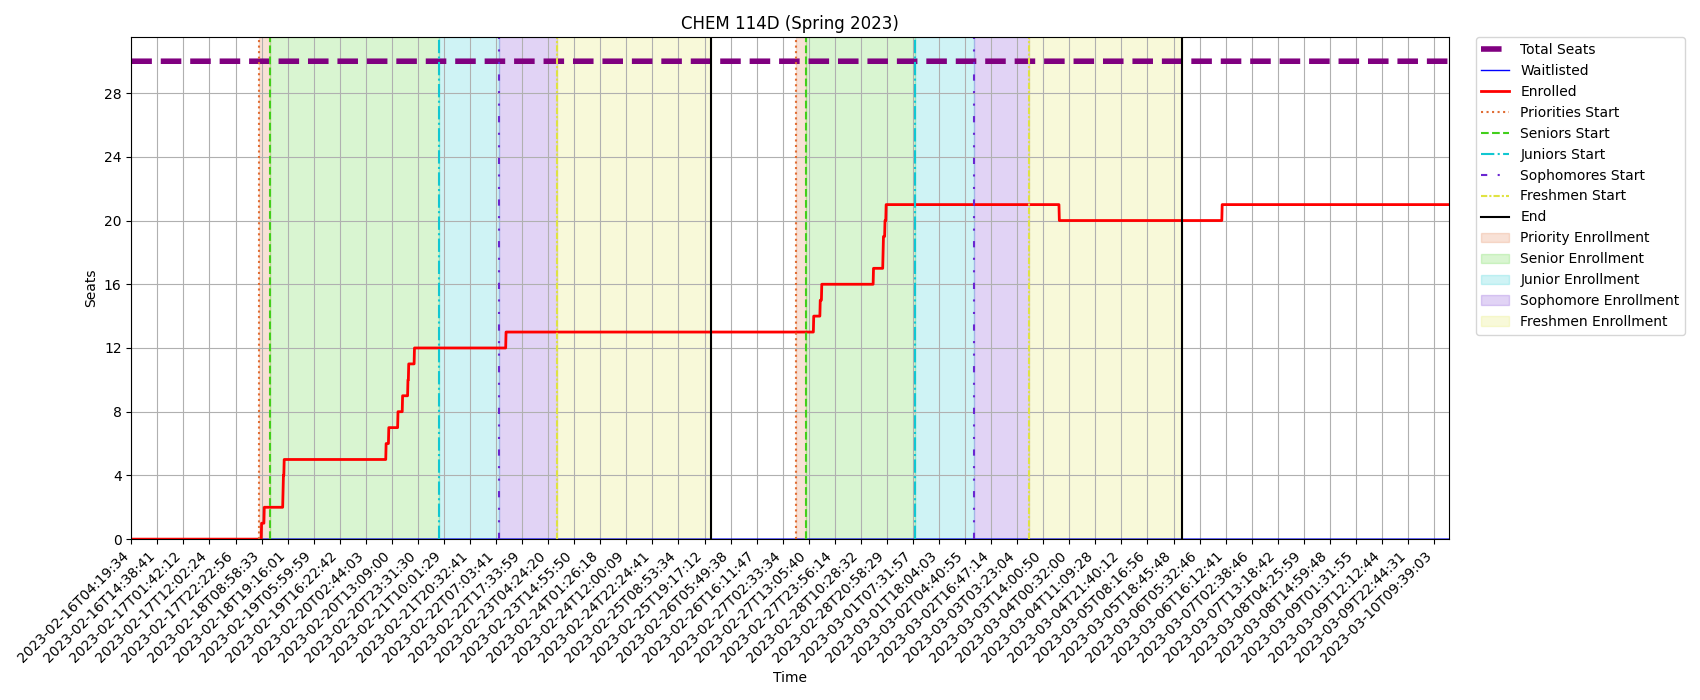 CHEM 114D (Spring 2023)
Seats
28
24
20
16
12
8
4
0
2023-02-16T04:19:34
2023-02-16T14:38:41
2023-02-17T01:42:12
2023-02-17T12:02:24
2023-02-17T22:22:56
2023-02-18T08:58:33
2023-02-18T19:16:01
2023-02-19T05:59:59
2023-02-19T16:22:42
2023-02-20T02:44:03
2023-02-20T13:09:00
2023-02-20T23:31:30
2023-02-21T10:01:29
2023-02-21T20:32:41
2023-02-22T07:03:41
2023-02-22T17:33:59
2023-02-23T04:24:20
2023-02-23T14:55:50
2023-02-24T01:26:18
2023-02-24T12:00:09
2023-02-24T22:24:41
2023-02-25T08:53:34
2023-02-25T19:17:12
2023-02-26T05:49:38
2023-02-26T16:11:47
2023-02-27T02:33:34
2023-02-27T13:05:40
2023-02-27T23:56:14
2023-02-28T10:28:32
2023-02-28T20:58:29
2023-03-01T07:31:57
2023-03-01T18:04:03
2023-03-02T04:40:55
2023-03-02T16:47:14
2023-03-03T03:23:04
2023-03-03T14:00:50
2023-03-04T00:32:00
2023-03-04T11:09:28
2023-03-04T21:40:12
2023-03-05T08:16:56
2023-03-05T18:45:48
2023-03-06T05:32:46
2023-03-06T16:12:41
2023-03-07T02:38:46
2023-03-07T13:18:42
2023-03-08T04:25:59
2023-03-08T14:59:48
2023-03-09T01:31:55
2023-03-09T12:12:44
2023-03-09T22:44:31
2023-03-10T09:39:03
Time
Total Seats
Waitlisted
Enrolled
Priorities Start
Seniors Start
Juniors Start
Sophomores Start
Freshmen Start
End
Priority Enrollment
Senior Enrollment
Junior Enrollment
Sophomore Enrollment
Freshmen Enrollment